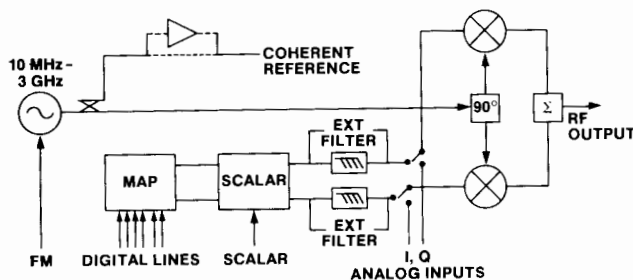 10 MHz –
3 GHz
COHERENT
REFERENCE
90°
Σ
RF
OUTPUT
EXT
FILTER
MAP
SCALAR
EXT
FILTER
FM
DIGITAL LINES
SCALAR
I, Q
ANALOG INPUTS